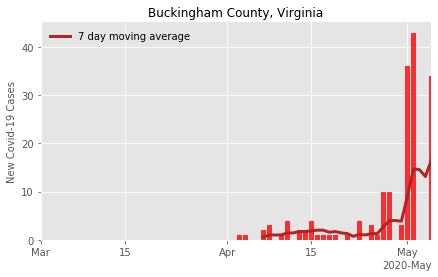 Buckingham County, Virginia
7 day moving average
New Covid-19 Cases
40
30
20
10
0
Mar 15 Apr 15 May
2020-May